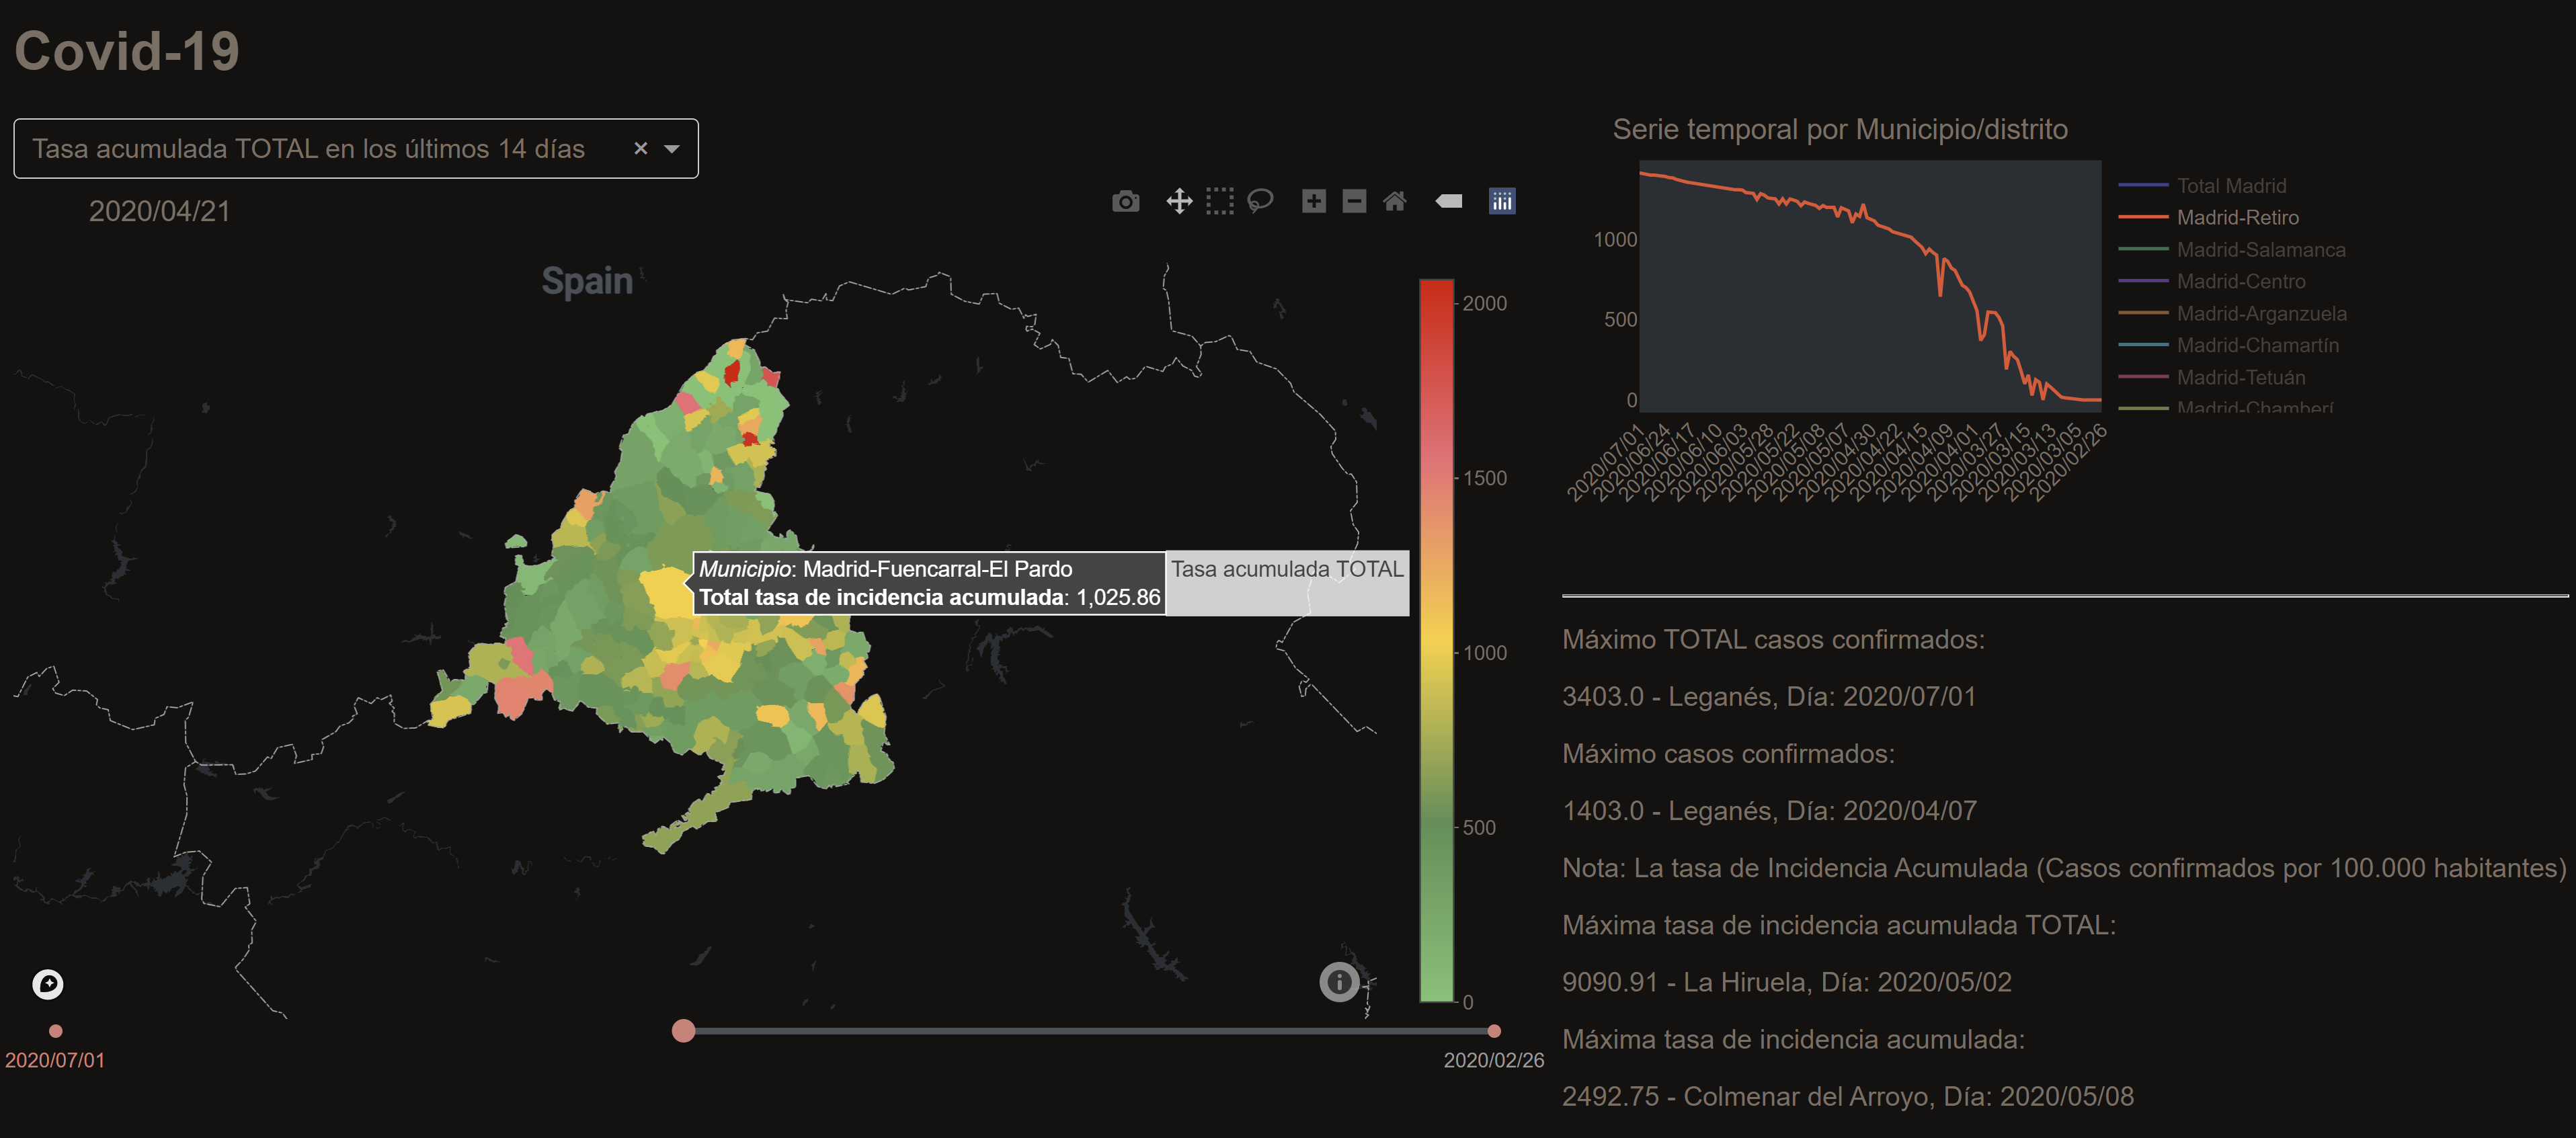 Covid-19
Tasa acumulada TOTAL en los últimos 14 días
2020/04/21
Spain
Municipio: Madrid-Fuencarral-El Pardo
Total tasa de incidencia acumulada: 1,025.86
Tasa acumulada TOTAL
2000
1500
1000
500
0
2020/07/01
2020/02/26
Serie temporal por Municipio/distrito
1000
500
0
2020/07/01
2020/06/24
2020/06/17
2020/06/10
2020/06/03
2020/05/28
2020/05/22
2020/05/08
2020/05/07
2020/04/30
2020/04/22
2020/04/15
2020/04/09
2020/04/01
2020/03/27
2020/03/15
2020/03/13
2020/03/05
2020/02/26
Total Madrid
Madrid-Retiro
Madrid-Salamanca
Madrid-Centro
Madrid-Arganzuela
Madrid-Chamartín
Madrid-Tetuán
Madrid-Chamberí
Máximo TOTAL casos confirmados:
3403.0 - Leganés, Día: 2020/07/01
Máximo casos confirmados:
1403.0 - Leganés, Día: 2020/04/07
Nota: La tasa de Incidencia Acumulada (Casos confirmados por 100.000 habitantes)
Máxima tasa de incidencia acumulada TOTAL:
9090.91 - La Hiruela, Día: 2020/05/02
Máxima tasa de incidencia acumulada:
2492.75 - Colmenar del Arroyo, Día: 2020/05/08